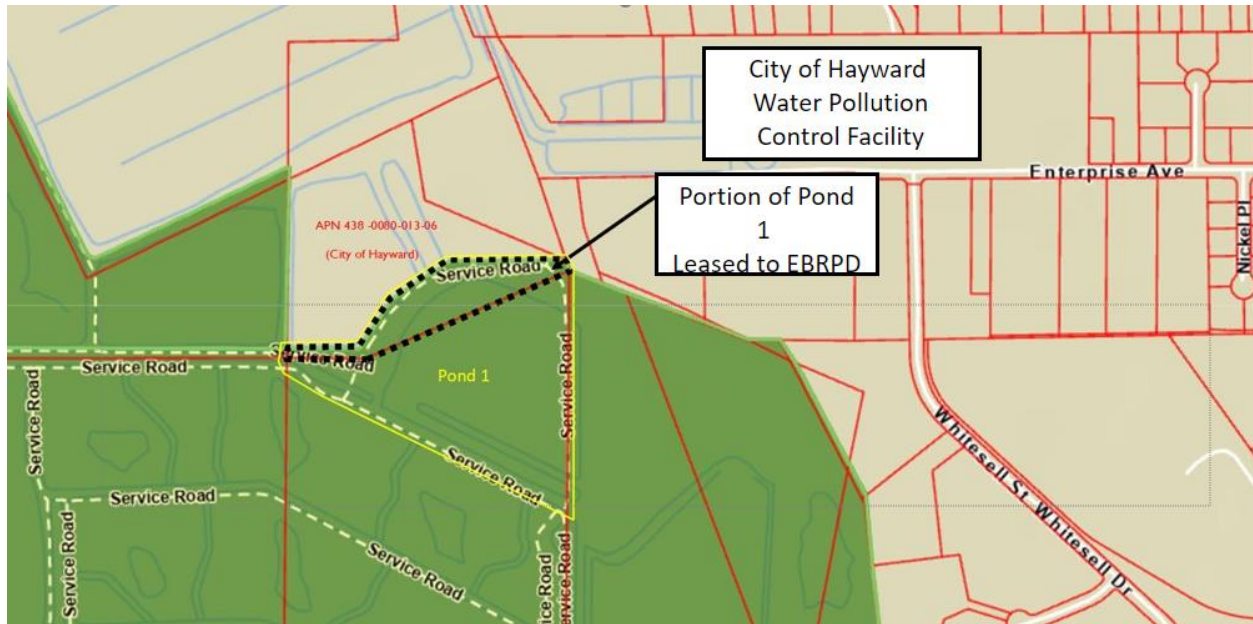 City of Hayward
Water Pollution
Control Facility
Enterprise Ave
Portion of Pond
1
Leased to EBRPD
Nickel Pl
APN 438 -0080-013-06
(City of Hayward)
Service Road
Service Road
Service Road
Pond 1
Service Road
Service Road
Service Road
Service Road
Service Road
Service Road
Service Road
Service Road
Whitesell St
Whitesell Dr